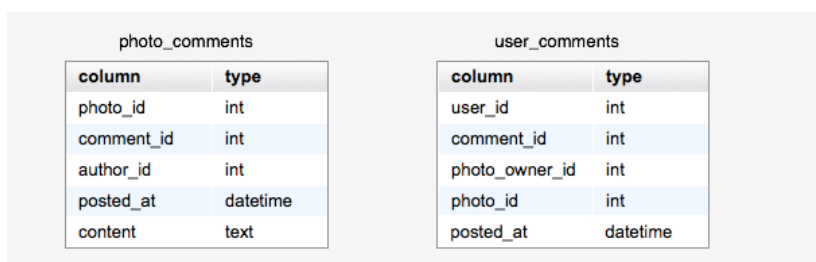 photo_comments user_comments
column type column type
photo_id int user_id int
comment_id int comment_id int
author_id int photo_owner_id int
posted_at datetime photo_id int
content text posted_at datetime